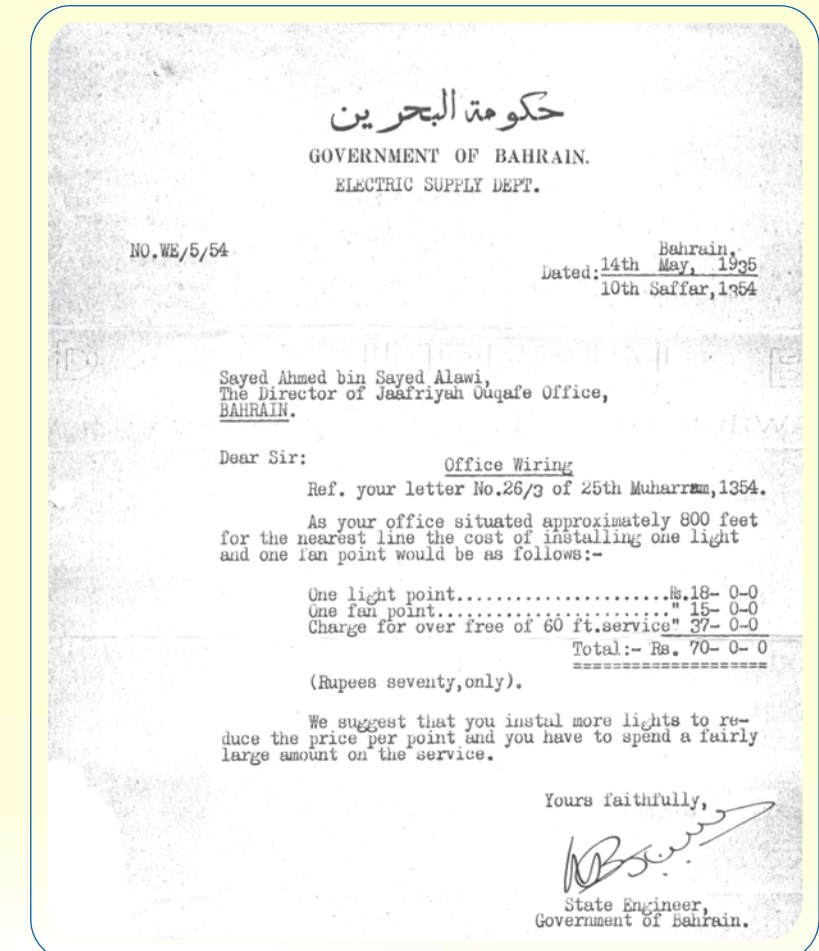 حكومة البحرين
GOVERNMENT OF BAHRAIN.
ELECTRIC SUPPLY DEPT.
NO.WE/5/54
Bahrain,
Dated: 14th May, 1935
10th Saffar,1354
Sayed Ahmed bin Sayed Alawi,
The Director of Jaafriyah Ouqafe Office,
BAHRAIN.
Dear Sir:
Office Wiring
Ref. your letter No.26/3 of 25th Muharram,1354.
As your office situated approximately 800 feet
for the nearest line the cost of installing one light
and one fan point would be as follows:-
One light point......................Rs.18- 0-0
One fan point........................" 15- 0-0
Charge for over free of 60 ft.service" 37- 0-0
Total:- Rs. 70- 0- 0
=====================
(Rupees seventy,only).
We suggest that you instal more lights to re-
duce the price per point and you have to spend a fairly
large amount on the service.
Yours faithfully,
State Engineer,
Government of Bahrain.